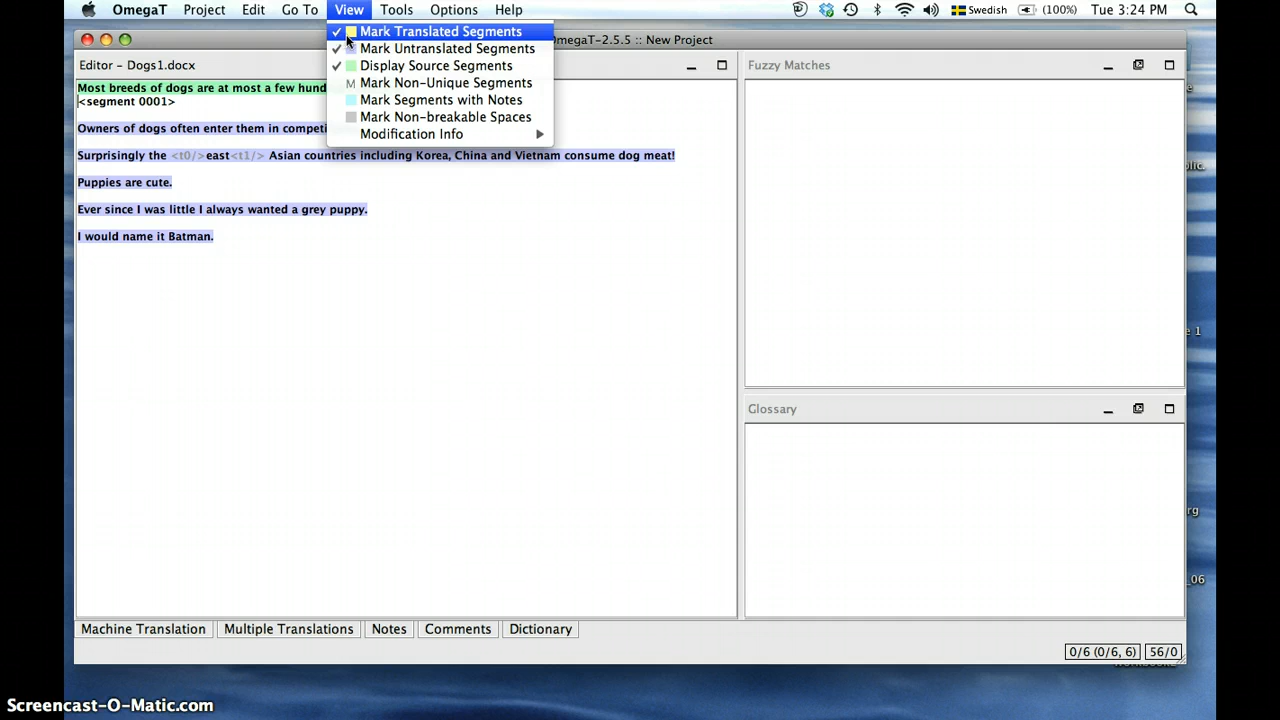 OmegaT Project Edit Go To View Tools Options Help Swedish (100%) Tue 3:24 PM
✓ Mark Translated Segments
OmegaT-2.5.5 :: New Project
✓ Mark Untranslated Segments
Editor - Dogs1.docx
✓ Display Source Segments
Fuzzy Matches
M Mark Non-Unique Segments
Most breeds of dogs are at most a few
Mark Segments with Notes
<segment 0001>
Mark Non-breakable Spaces
Owners of dogs often enter them in
Modification Info
Surprisingly the <t0/>east<t1/> Asian countries including Korea, China and Vietnam consume dog meat!
Puppies are cute.
Ever since I was little I always wanted a grey puppy.
I would name it Batman.
Glossary
e 1
rg
_06
Machine Translation Multiple Translations Notes Comments Dictionary
0/6 (0/6, 6) 56/0
Screencast-O-Matic.com